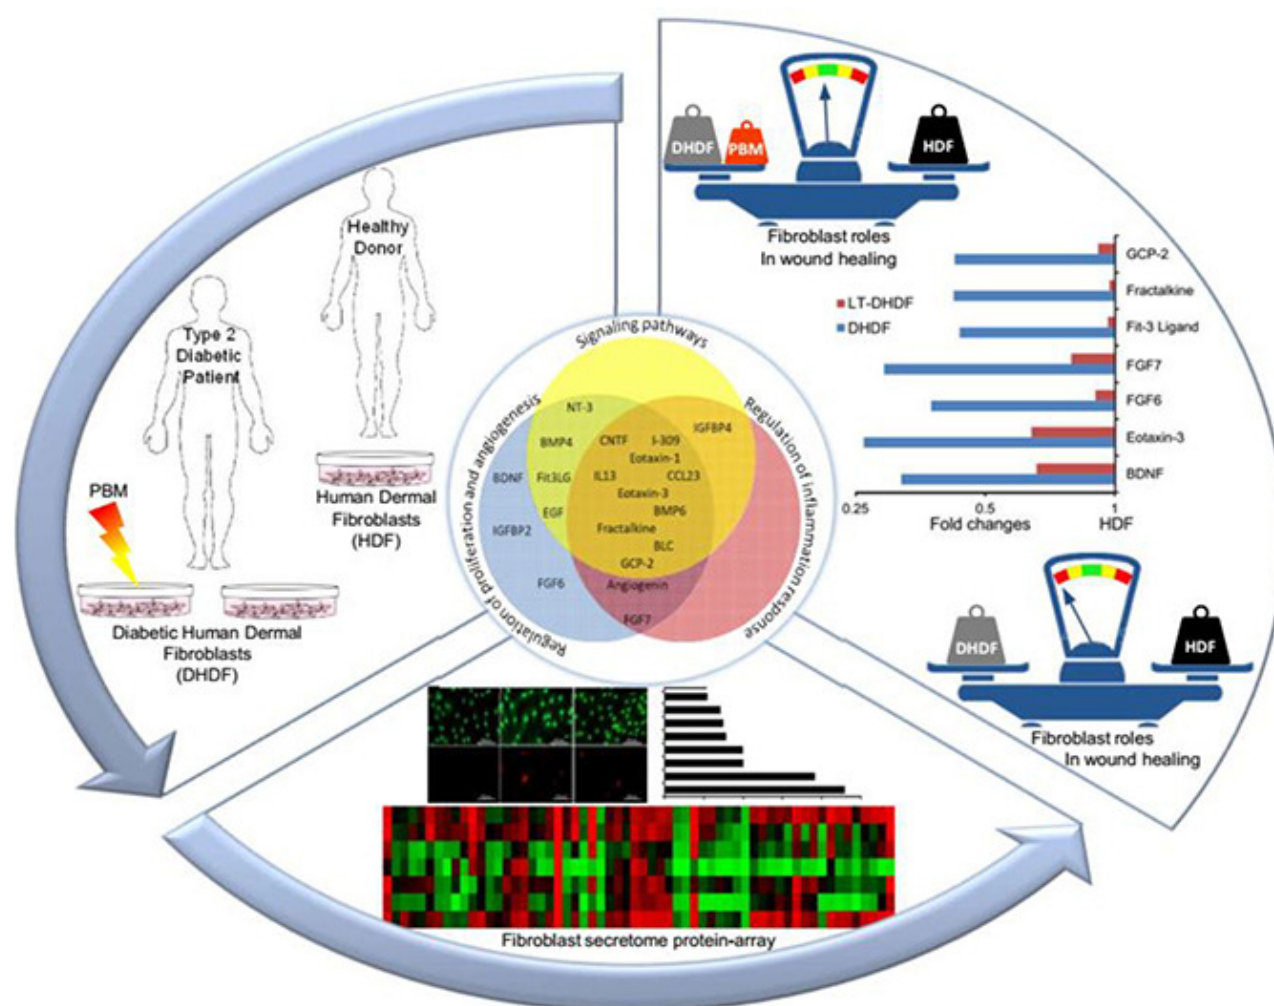 Healthy
Donor
Type 2
Diabetic
Patient
PBM
Human Dermal
Fibroblasts
(HDF)
Diabetic Human Dermal
Fibroblasts
(DHDF)
DHDF
PBM
HDF
Fibroblast roles
In wound healing
LT-DHDF
DHDF
GCP-2
Fractalkine
Fit-3 Ligand
FGF7
FGF6
Eotaxin-3
BDNF
0.25
0.5
1
Fold changes
HDF
Signaling pathways
Regulation of proliferation and angiogenesis
Regulation of inflammation response
NT-3
BMP4
CNTF
I-309
IGFBP4
Eotaxin-1
BDNF
Fit3LG
IL13
CCL23
Eotaxin-3
EGF
BMP6
IGFBP2
Fractalkine
BLC
GCP-2
FGF6
Angiogenin
FGF7
DHDF
HDF
Fibroblast roles
In wound healing
Fibroblast secretome protein-array